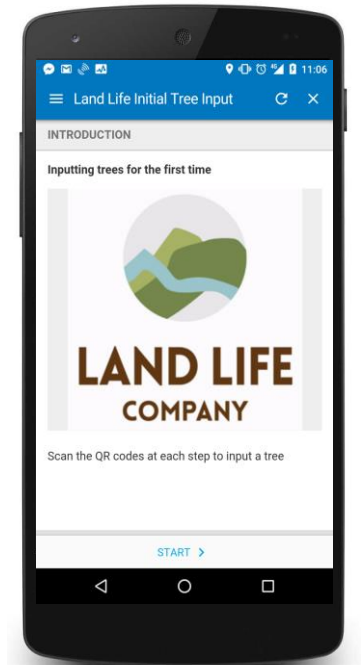 11:06
Land Life Initial Tree Input
INTRODUCTION
Inputting trees for the first time
LAND LIFE
COMPANY
Scan the QR codes at each step to input a tree
START